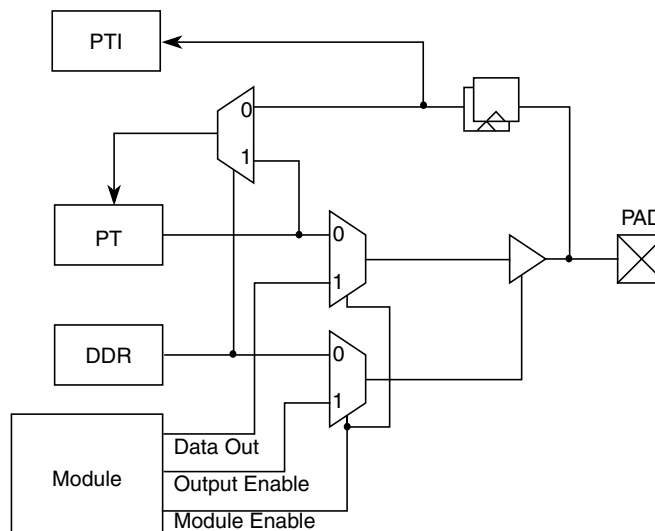 PTI
0
1
PT
PAD
0
1
DDR
0
1
Data Out
Module
Output Enable
Module Enable